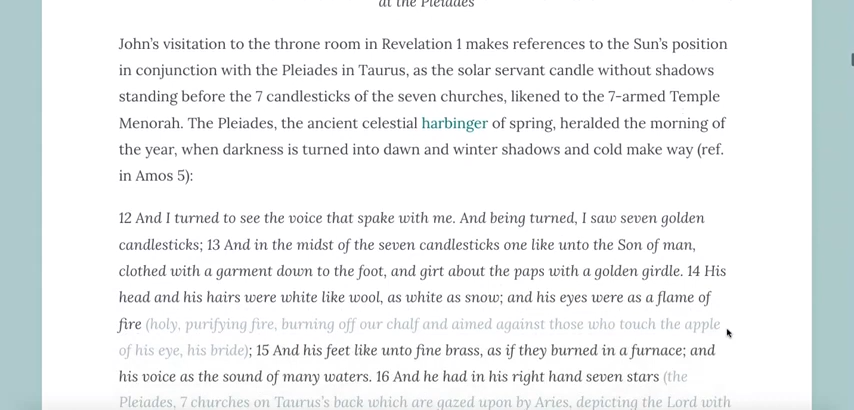 at the Pleiades
John's visitation to the throne room in Revelation 1 makes references to the Sun's position
in conjunction with the Pleiades in Taurus, as the solar servant candle without shadows
standing before the 7 candlesticks of the seven churches, likened to the 7-armed Temple
Menorah. The Pleiades, the ancient celestial harbinger of spring, heralded the morning of
the year, when darkness is turned into dawn and winter shadows and cold make way (ref.
in Amos 5):
12 And I turned to see the voice that spake with me. And being turned, I saw seven golden
candlesticks; 13 And in the midst of the seven candlesticks one like unto the Son of man,
clothed with a garment down to the foot, and girt about the paps with a golden girdle. 14 His
head and his hairs were white like wool, as white as snow; and his eyes were as a flame of
fire (holy, purifying fire, burning off our chalf and aimed against those who touch the apple
of his eye, his bride); 15 And his feet like unto fine brass, as if they burned in a furnace; and
his voice as the sound of many waters. 16 And he had in his right hand seven stars (the
Pleiades, 7 churches on Taurus's back which are gazed upon by Aries, depicting the Lord with